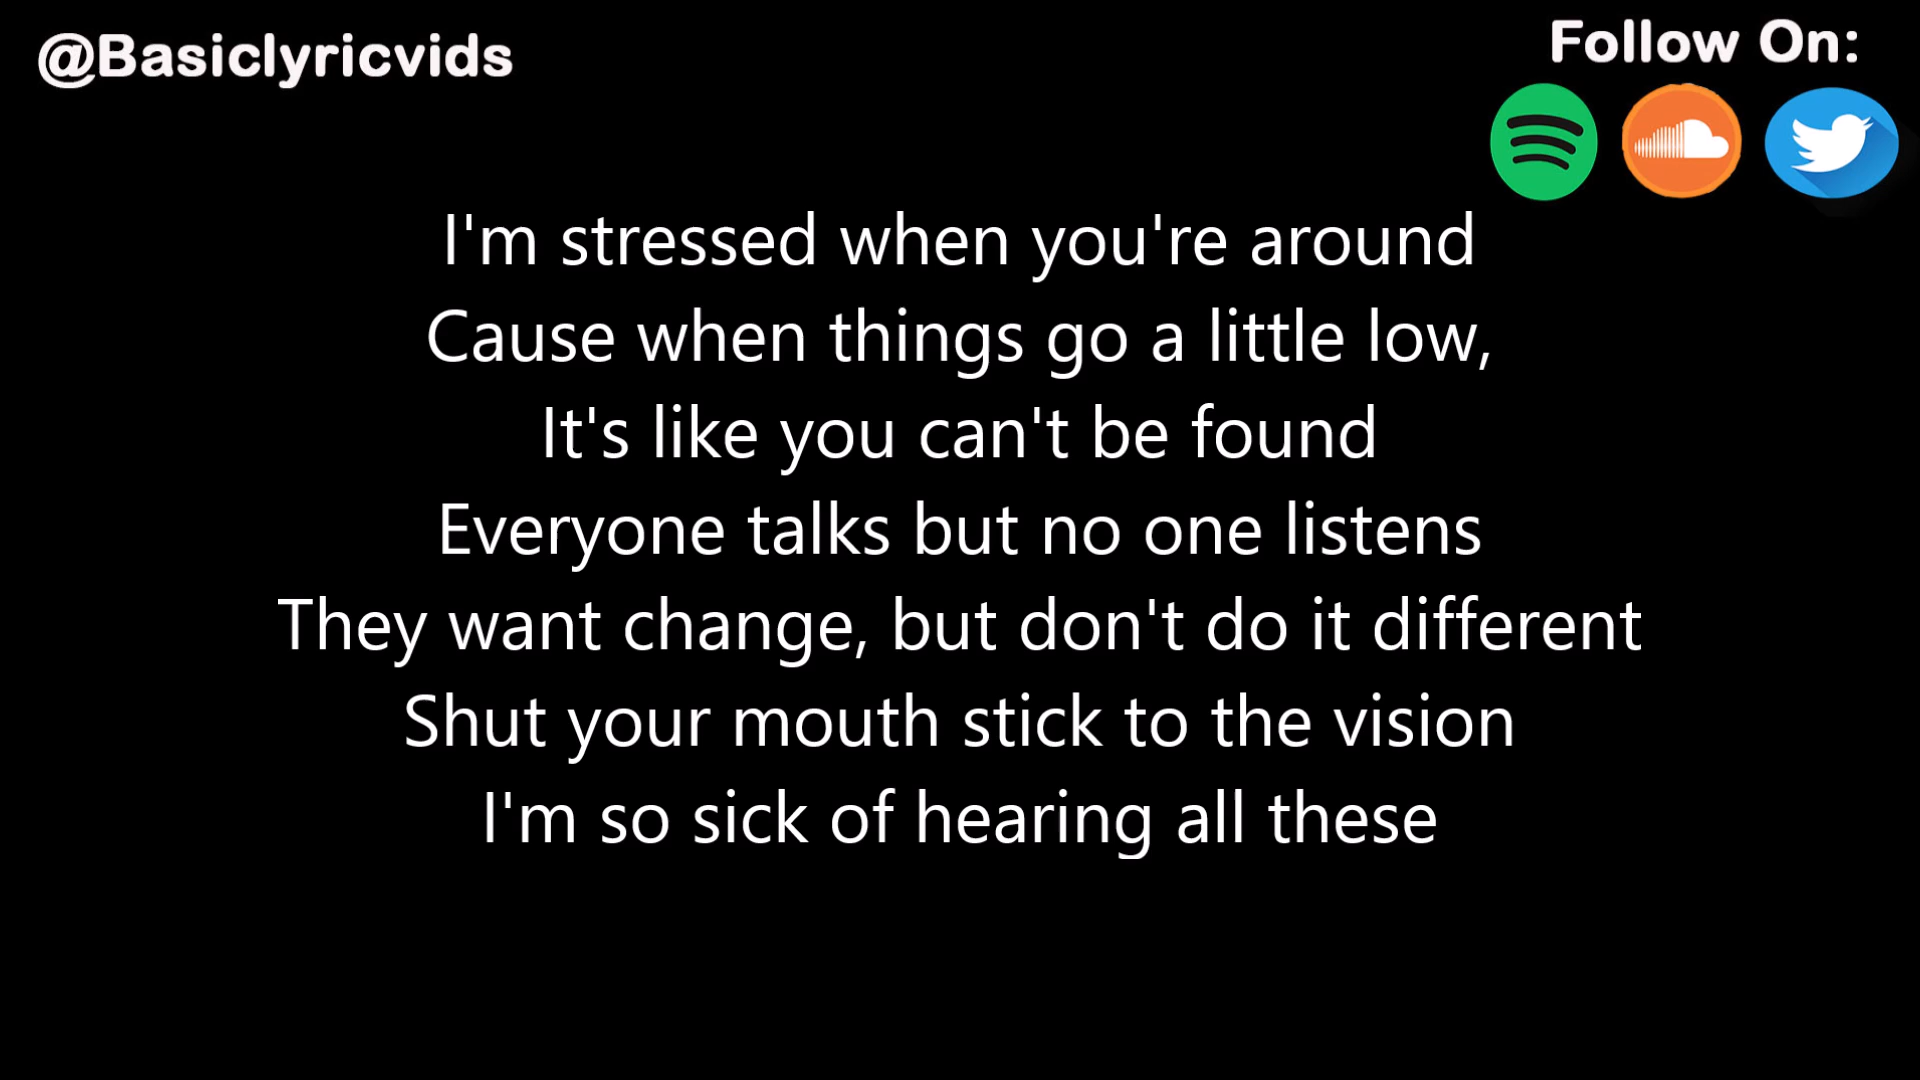 @Basiclyricvids
Follow On:
I'm stressed when you're around
Cause when things go a little low,
It's like you can't be found
Everyone talks but no one listens
They want change, but don't do it different
Shut your mouth stick to the vision
I'm so sick of hearing all these